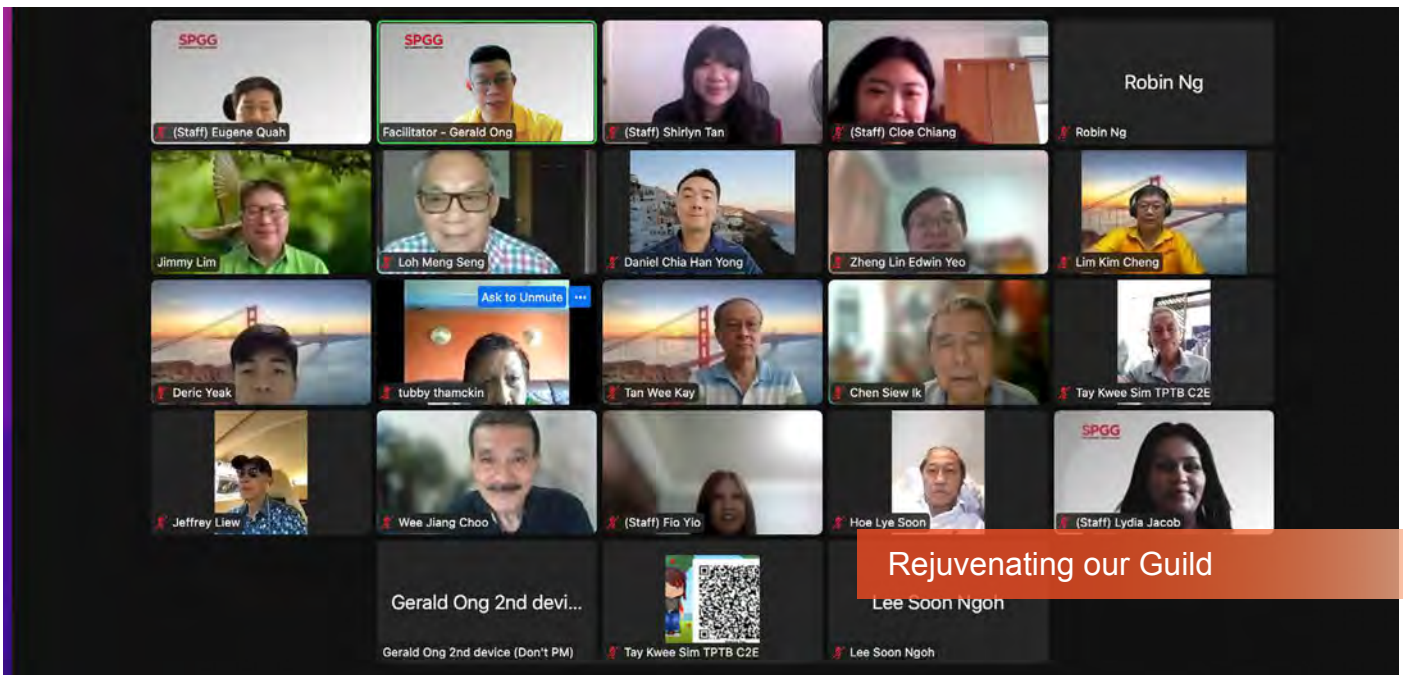 SPGG
(Staff) Eugene Quah
SPGG
Facilitator - Gerald Ong
(Staff) Shirlyn Tan
(Staff) Cloe Chiang
Robin Ng
Robin Ng
Jimmy Lim
Loh Meng Seng
Daniel Chia Han Yong
Zheng Lin Edwin Yeo
Lim Kim Cheng
Deric Yeak
Ask to Unmute ...
tubby thamckin
Tan Wee Kay
Chen Siew Ik
Tay Kwee Sim TPTB C2E
Jeffrey Liew
Wee Jiang Choo
(Staff) Fio Yio
Hoe Lye Soon
SPGG
(Staff) Lydia Jacob
Rejuvenating our Guild
Gerald Ong 2nd devi...
Gerald Ong 2nd device (Don't PM)
Tay Kwee Sim TPTB C2E
Lee Soon Ngoh
Lee Soon Ngoh